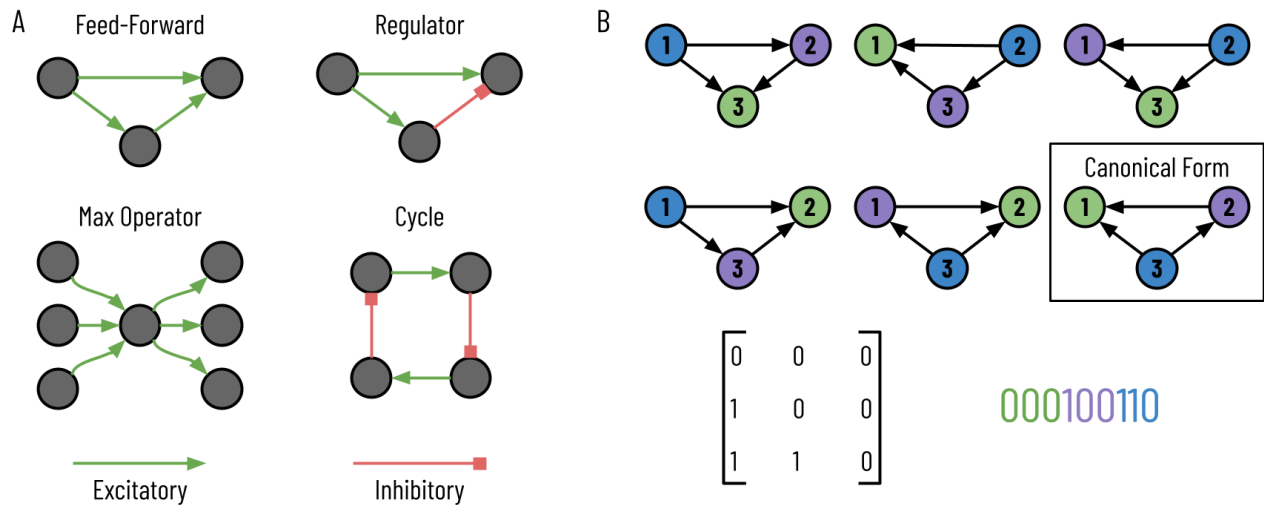 A
Feed-Forward
Regulator
Max Operator
Cycle
Excitatory
Inhibitory
B
1 2 3
1 2 3
1 2 3
1 2 3
1 2 3
Canonical Form
1 2 3
0 0 0
1 0 0
1 1 0
000100110